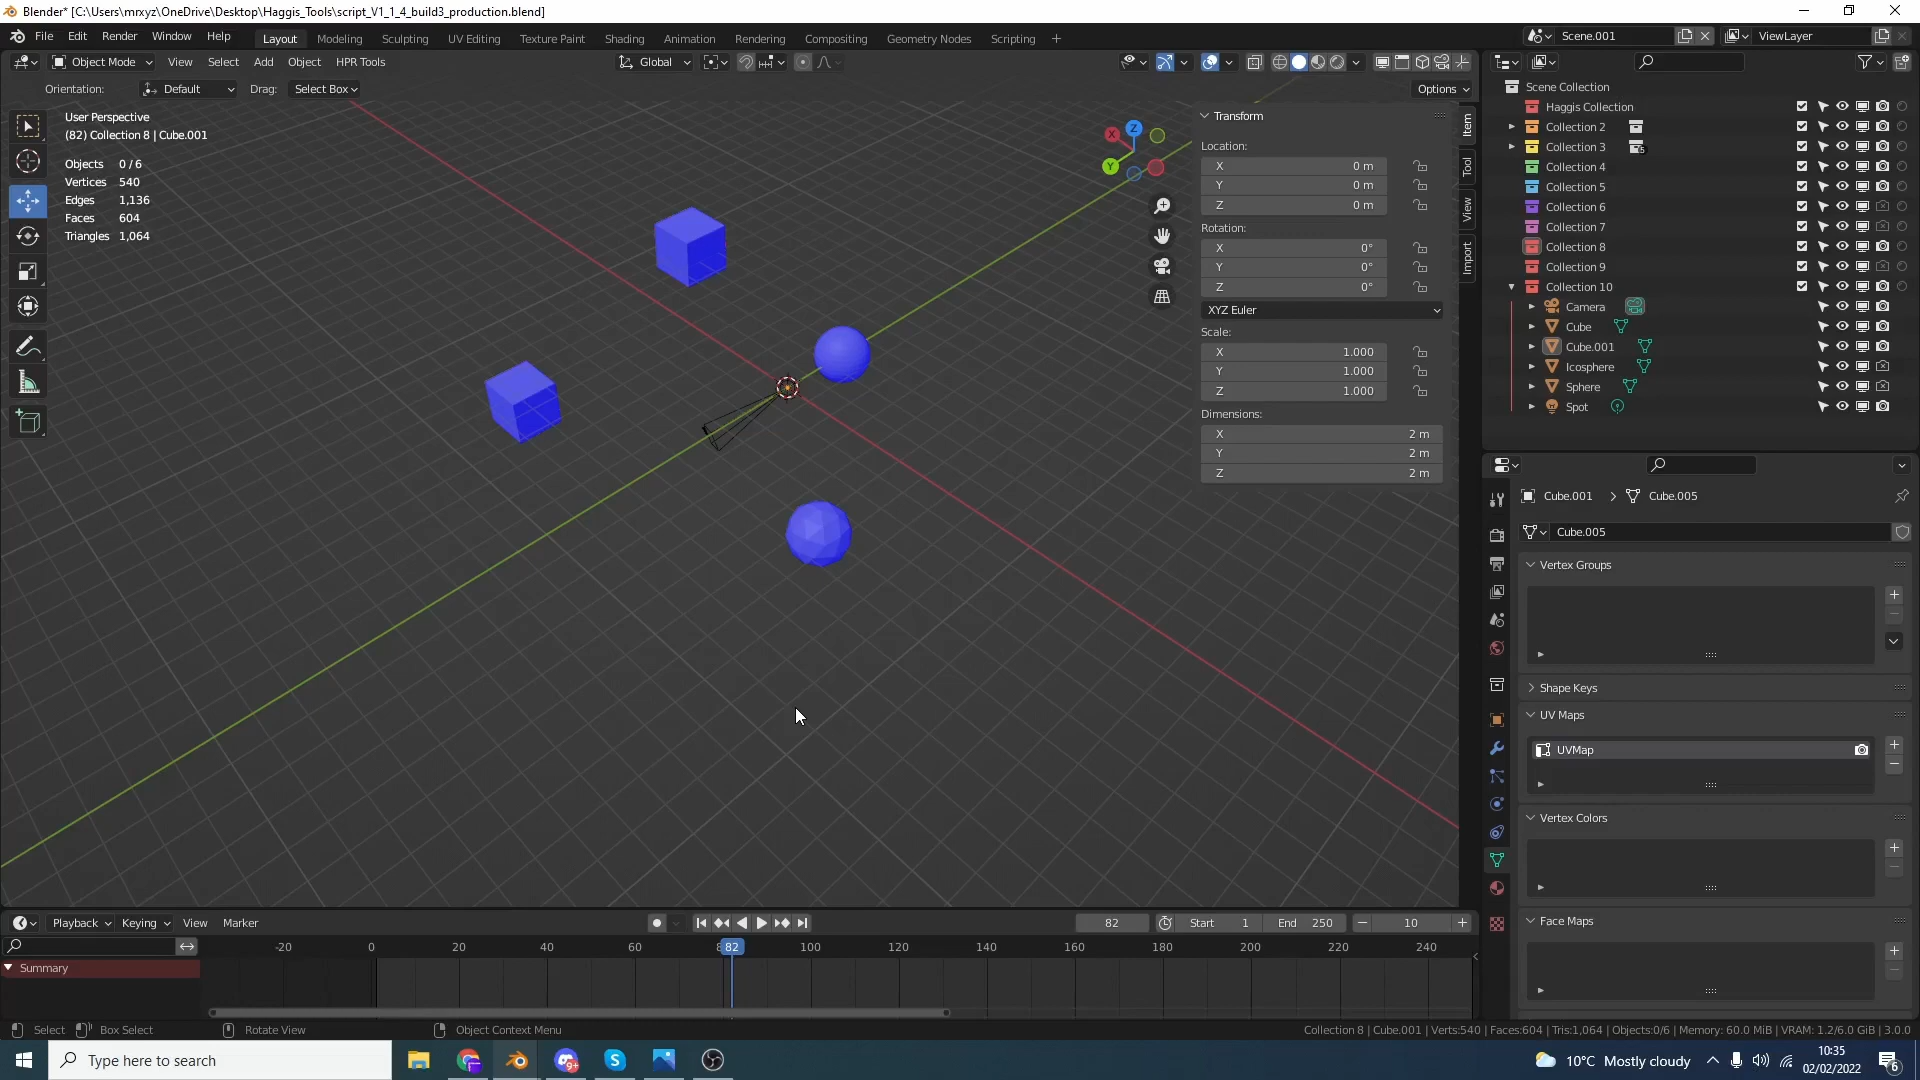 Blender* [C:\Users\mrxyz\OneDrive\Desktop\Haggis_Tools\script_V1_1_4_build3_production.blend]
File Edit Render Window Help Layout Modeling Sculpting UV Editing Texture Paint Shading Animation Rendering Compositing Geometry Nodes Scripting Scene.001 ViewLayer
Object Mode View Select Add Object HPR Tools Global
Orientation: Default Drag: Select Box Options
User Perspective
(82) Collection 8 | Cube.001
Objects 0/6
Vertices 540
Edges 1,136
Faces 604
Triangles 1,064
X
Y
Z
Transform
Location:
X 0 m
Y 0 m
Z 0 m
Rotation:
X 0°
Y 0°
Z 0°
XYZ Euler
Scale:
X 1.000
Y 1.000
Z 1.000
Dimensions:
X 2 m
Y 2 m
Z 2 m
Item
Tool
View
Import
Scene Collection
Haggis Collection
Collection 2
Collection 3 5
Collection 4
Collection 5
Collection 6
Collection 7
Collection 8
Collection 9
Collection 10
Camera
Cube
Cube.001
Icosphere
Sphere
Spot
Cube.001 Cube.005
Cube.005
Vertex Groups
Shape Keys
UV Maps
UVMap
Vertex Colors
Face Maps
Playback Keying View Marker 82 Start 1 End 250 10
-20 0 20 40 60 8 82 100 120 140 160 180 200 220 240
Summary
Select Box Select Rotate View Object Context Menu Collection 8 | Cube.001 | Verts:540 | Faces:604 | Tris:1,064 | Objects:0/6 | Memory: 60.0 MiB | VRAM: 1.2/6.0 GiB | 3.0.0
Type here to search 9+ 10°C Mostly cloudy 10:35
02/02/2022 6